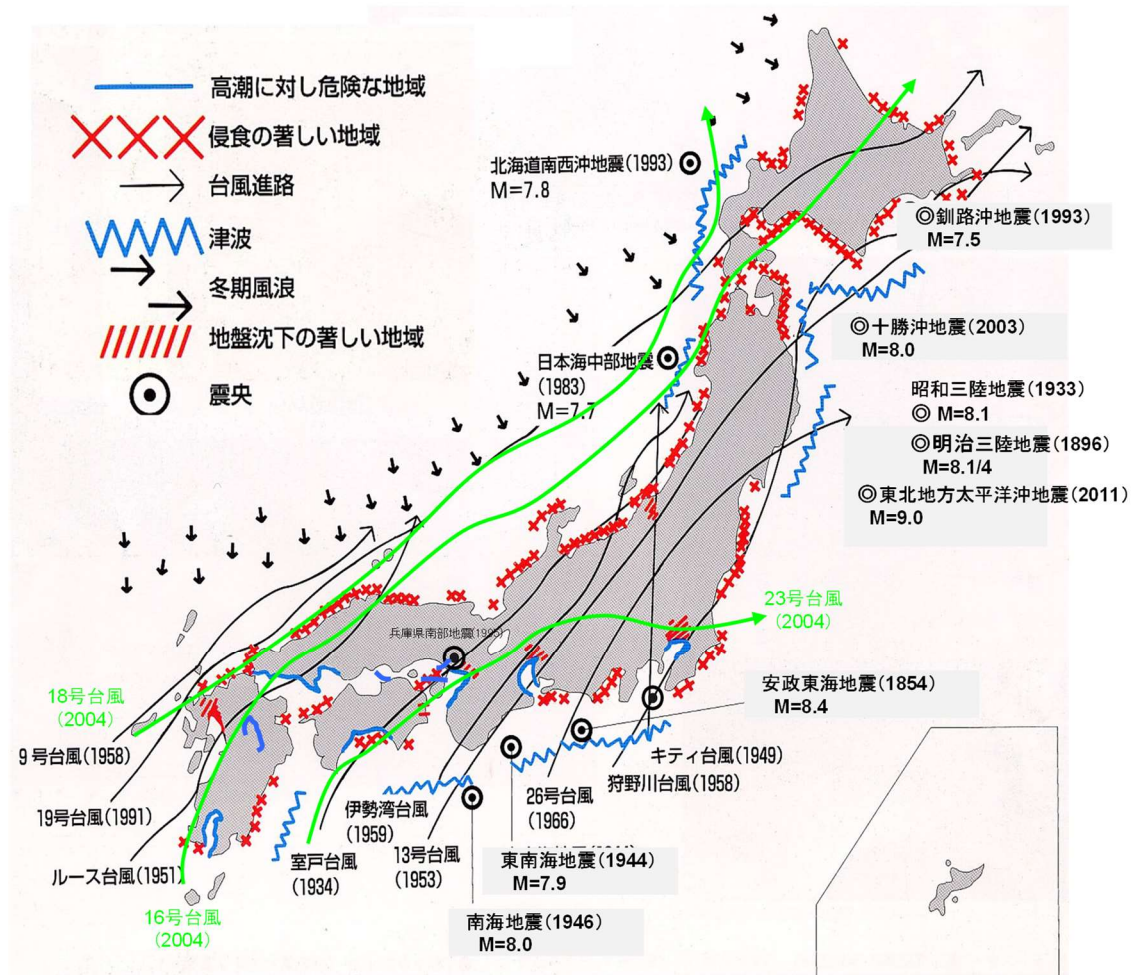 高潮に対し危険な地域
侵食の著しい地域
台風進路
津波
冬期風浪
地盤沈下の著しい地域
震央
北海道南西沖地震(1993)
M=7.8
◎釧路沖地震(1993)
M=7.5
◎十勝沖地震(2003)
M=8.0
日本海中部地震
(1983)
M=7.7
昭和三陸地震(1933)
◎ M=8.1
◎明治三陸地震(1896)
M=8.1/4
◎東北地方太平洋沖地震(2011)
M=9.0
23号台風
(2004)
兵庫県南部地震(1995)
安政東海地震(1854)
M=8.4
18号台風
(2004)
9号台風(1958)
19号台風(1991)
ルース台風(1951)
16号台風
(2004)
室戸台風
(1934)
伊勢湾台風
(1959)
13号台風
(1953)
26号台風
(1966)
狩野川台風(1958)
キティ台風(1949)
東南海地震(1944)
M=7.9
南海地震(1946)
M=8.0